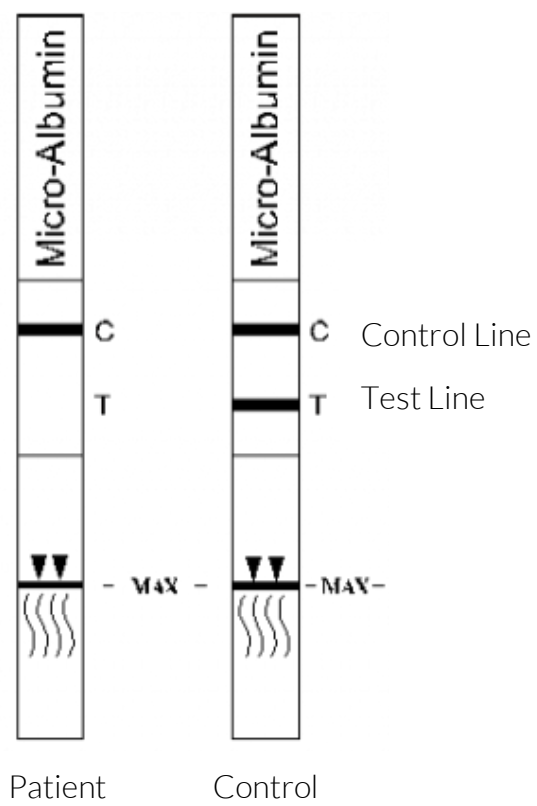 Micro-Albumin
Micro-Albumin
C
C Control Line
T
T Test Line
- MAX -
-MAX-
Patient
Control